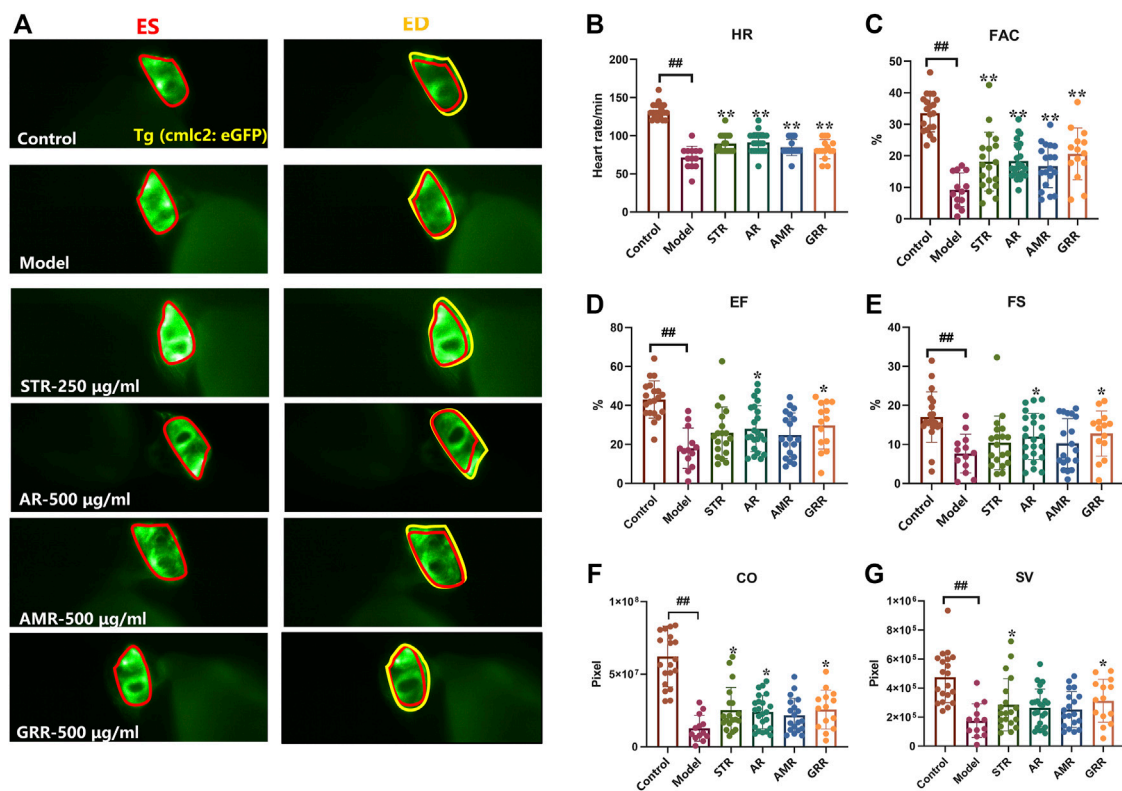 A
ES
ED
Control
Tg (cmlc2: eGFP)
Model
STR-250 μg/ml
AR-500 μg/ml
AMR-500 μg/ml
GRR-500 μg/ml
B
HR
##
** ** ** **
Heart rate/min
200
150
100
50
0
Control Model STR AR AMR GRR
C
FAC
##
** ** ** **
%
50
40
30
20
10
0
Control Model STR AR AMR GRR
D
EF
##
* *
%
80
60
40
20
0
Control Model STR AR AMR GRR
E
FS
##
* *
%
40
30
20
10
0
Control Model STR AR AMR GRR
F
CO
##
* * *
Pixel
1×10⁸
5×10⁷
0
Control Model STR AR AMR GRR
G
SV
##
* *
Pixel
1×10⁶
8×10⁵
6×10⁵
4×10⁵
2×10⁵
0
Control Model STR AR AMR GRR